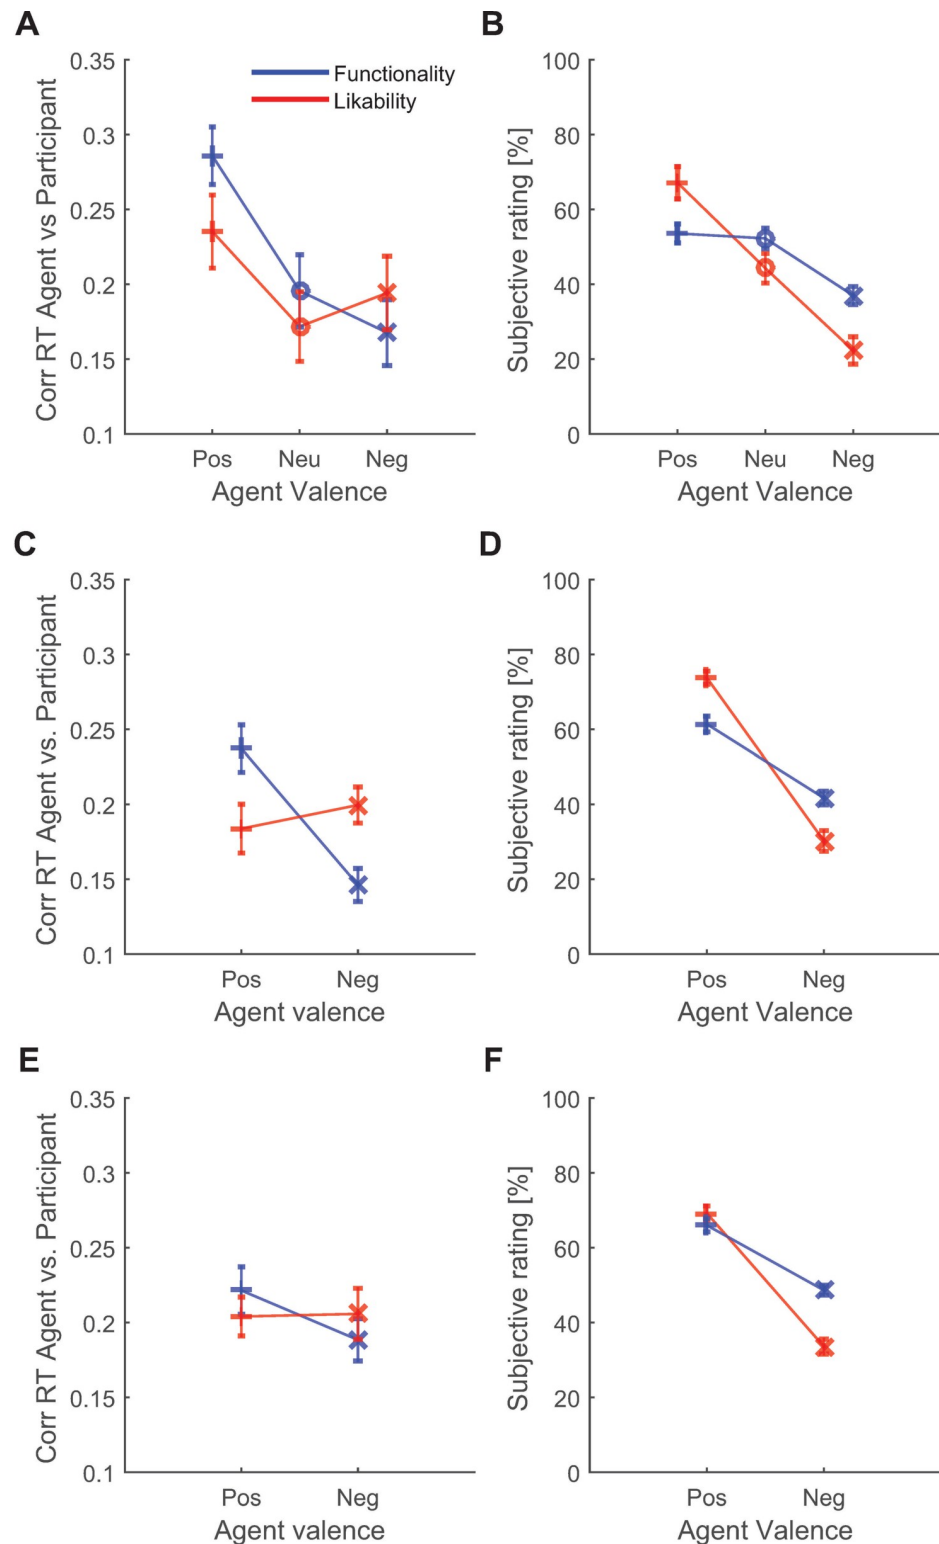 A
Corr RT Agent vs Participant
0.35
0.3
0.25
0.2
0.15
0.1
Functionality
Likability
Pos Neu Neg
Agent Valence
B
Subjective rating [%]
100
80
60
40
20
0
Pos Neu Neg
Agent Valence
C
Corr RT Agent vs. Participant
0.35
0.3
0.25
0.2
0.15
0.1
Pos Neg
Agent valence
D
Subjective rating [%]
100
80
60
40
20
0
Pos Neg
Agent Valence
E
Corr RT Agent vs. Participant
0.35
0.3
0.25
0.2
0.15
0.1
Pos Neg
Agent valence
F
Subjective rating [%]
100
80
60
40
20
0
Pos Neg
Agent Valence